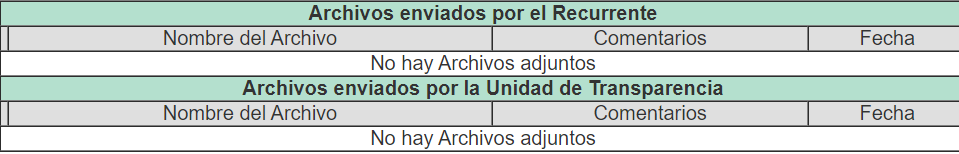 Archivos enviados por el Recurrente
Nombre del Archivo Comentarios Fecha
No hay Archivos adjuntos
Archivos enviados por la Unidad de Transparencia
Nombre del Archivo Comentarios Fecha
No hay Archivos adjuntos